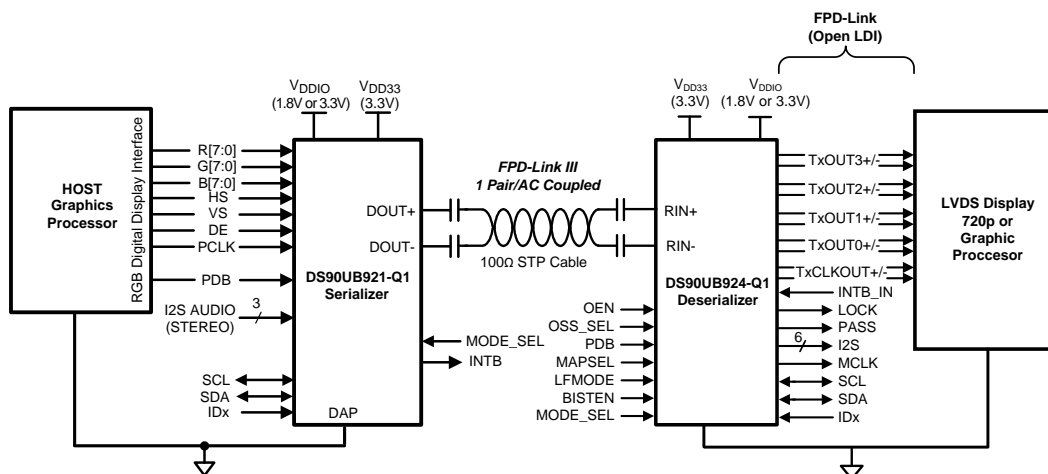 FPD-Link
(Open LDI)
VDDIO
(1.8V or 3.3V)
VDD33
(3.3V)
VDD33
(3.3V)
VDDIO
(1.8V or 3.3V)
HOST
Graphics
Processor
RGB Digital Display Interface
R[7:0]
G[7:0]
B[7:0]
HS
VS
DE
PCLK
PDB
I2S AUDIO
(STEREO)
3
SCL
SDA
IDx
DOUT+
DOUT-
DS90UB921-Q1
Serializer
DAP
MODE_SEL
INTB
FPD-Link III
1 Pair/AC Coupled
100Ω STP Cable
RIN+
RIN-
DS90UB924-Q1
Deserializer
OEN
OSS_SEL
PDB
MAPSEL
LFMODE
BISTEN
MODE_SEL
TxOUT3+/-
TxOUT2+/-
TxOUT1+/-
TxOUT0+/-
TxCLKOUT+/-
INTB_IN
LOCK
PASS
6
I2S
MCLK
SCL
SDA
IDx
LVDS Display
720p or
Graphic
Proccesor